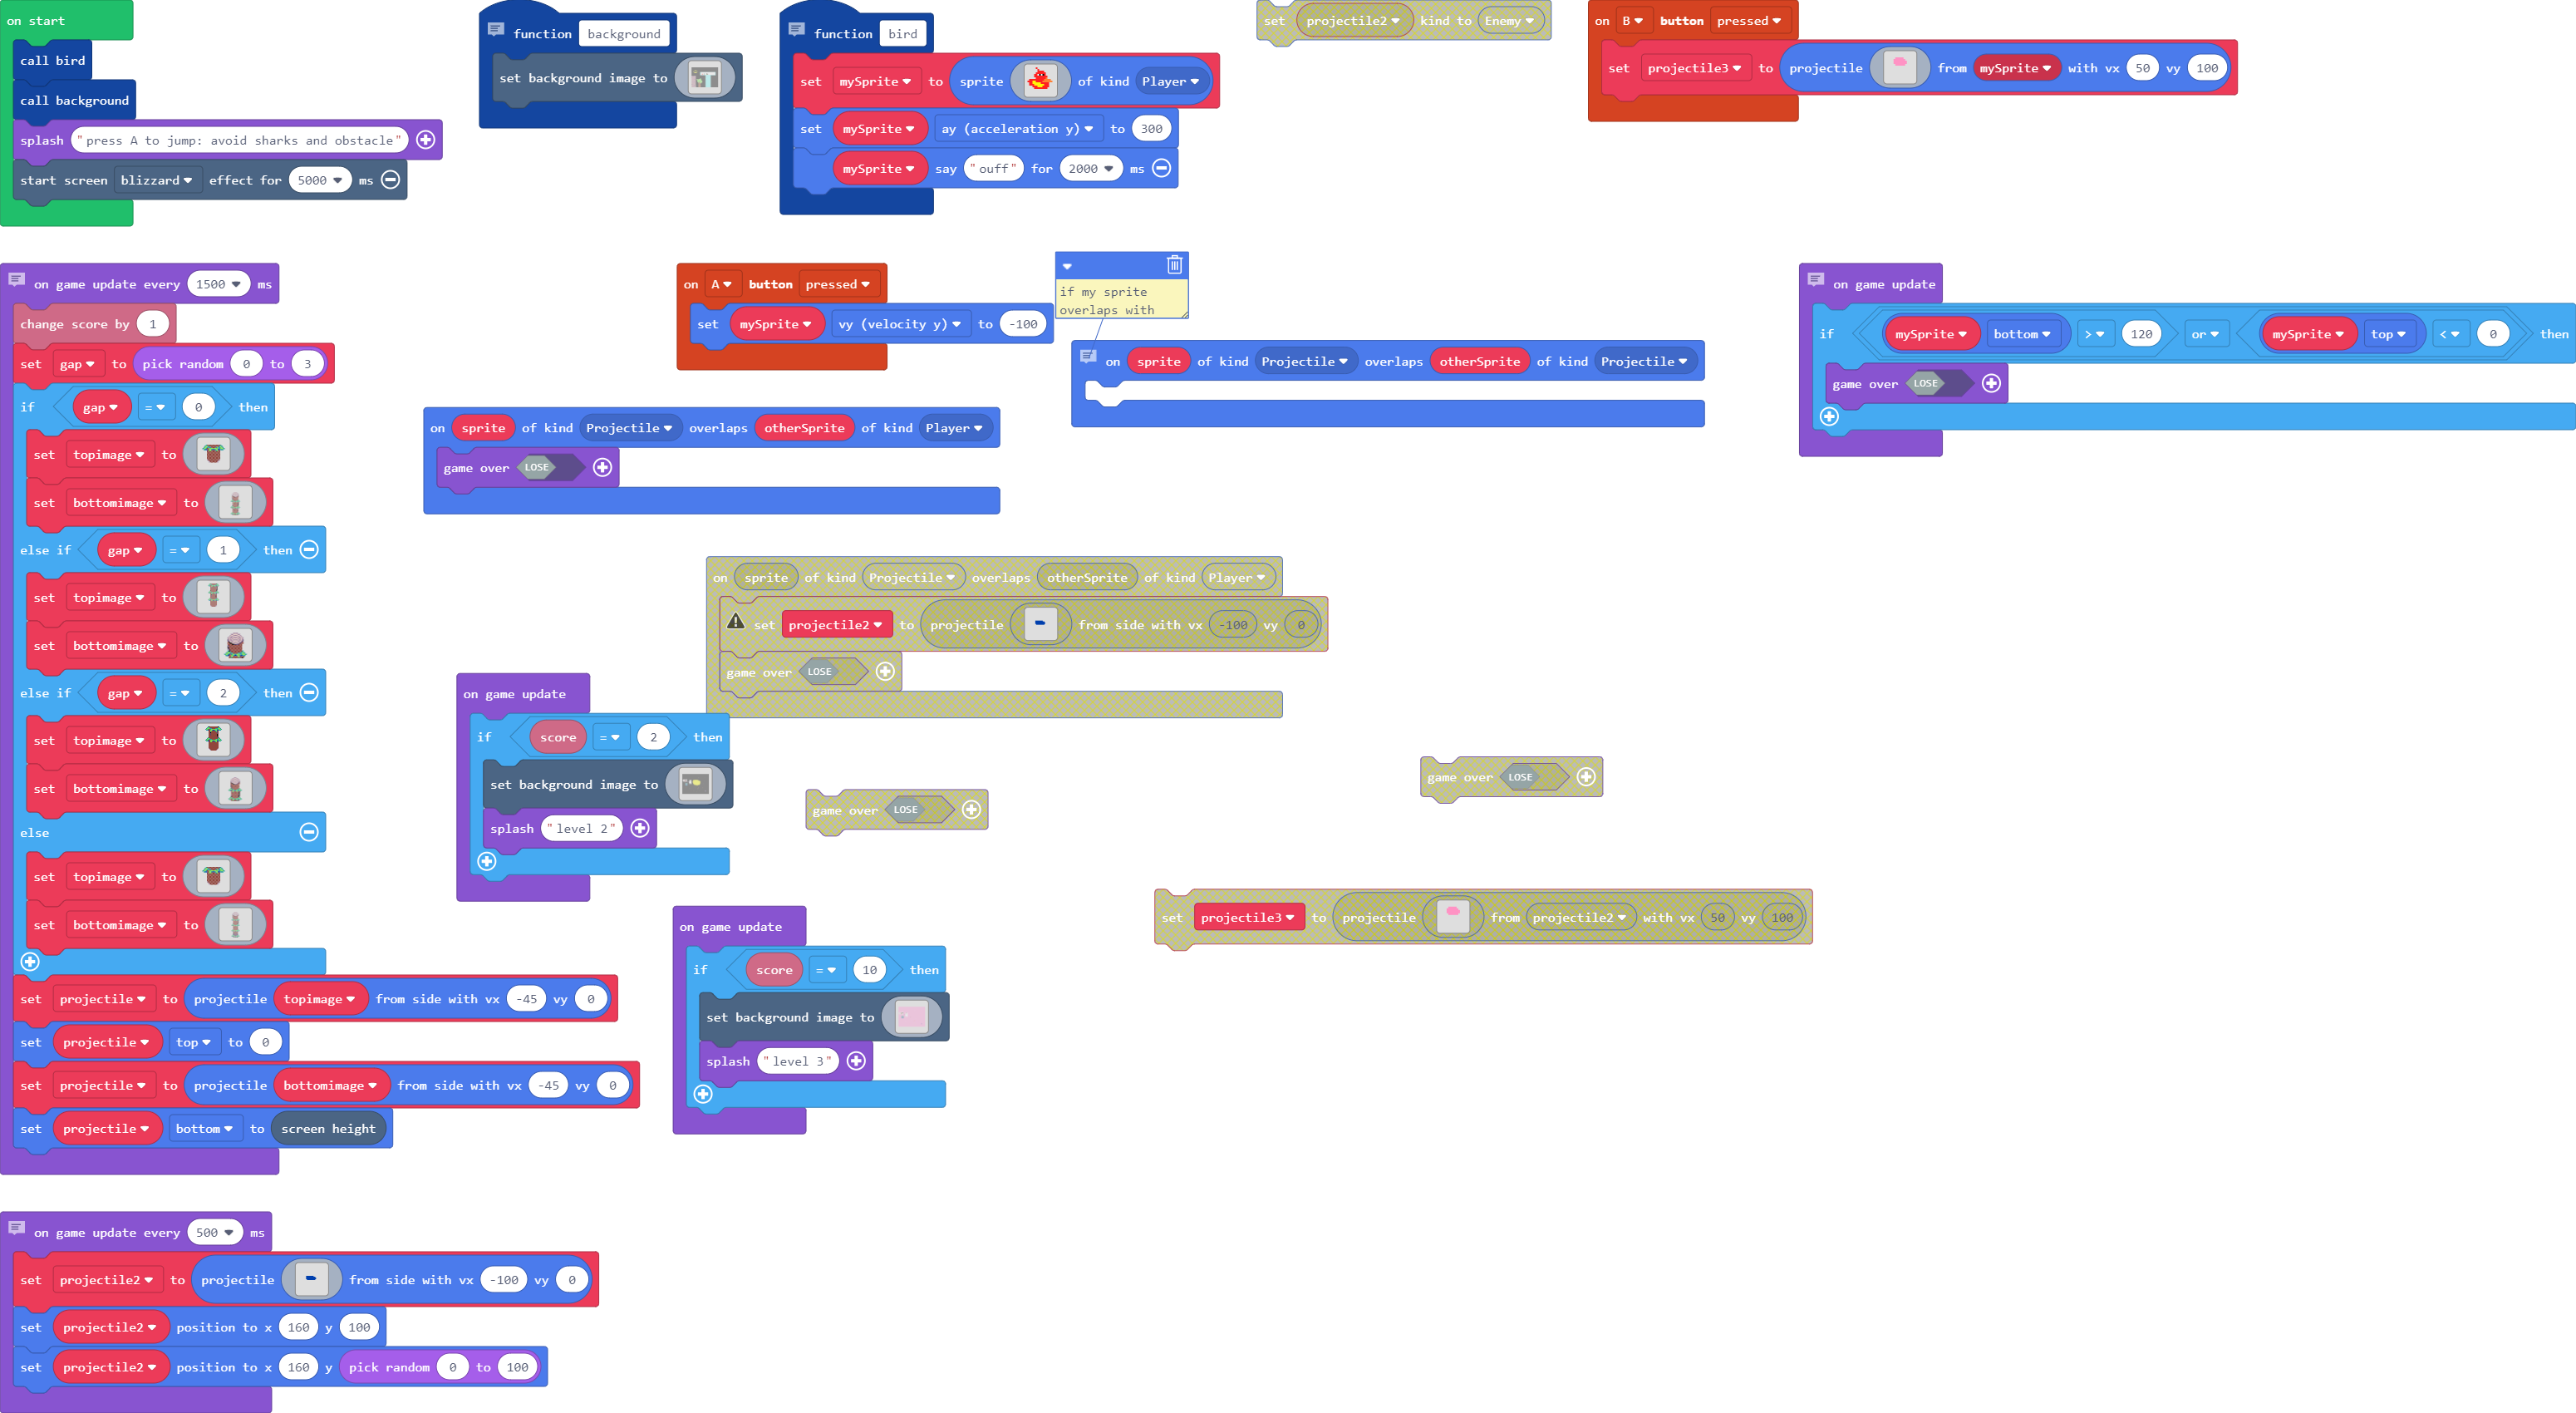 on start
call bird
call background
splash "press A to jump: avoid sharks and obstacle"
start screen blizzard effect for 5000 ms
function background
set background image to
function bird
set mySprite to sprite of kind Player
set mySprite ay (acceleration y) to 300
mySprite say "ouff" for 2000 ms
set projectile2 kind to Enemy
on B button pressed
set projectile3 to projectile from mySprite with vx 50 vy 100
on game update every 1500 ms
change score by 1
set gap to pick random 0 to 3
if gap = 0 then
set topimage to
set bottomimage to
else if gap = 1 then
set topimage to
set bottomimage to
else if gap = 2 then
set topimage to
set bottomimage to
else
set topimage to
set bottomimage to
set projectile to projectile topimage from side with vx -45 vy 0
set projectile top to 0
set projectile to projectile bottomimage from side with vx -45 vy 0
set projectile bottom to screen height
on A button pressed
set mySprite vy (velocity y) to -100
if my sprite
overlaps with
on sprite of kind Projectile overlaps otherSprite of kind Projectile
on game update
if mySprite bottom > 120 or mySprite top < 0 then
game over LOSE
on sprite of kind Projectile overlaps otherSprite of kind Player
game over LOSE
on sprite of kind Projectile overlaps otherSprite of kind Player
set projectile2 to projectile from side with vx -100 vy 0
game over LOSE
on game update
if score = 2 then
set background image to
splash "level 2"
game over LOSE
game over LOSE
set projectile3 to projectile from projectile2 with vx 50 vy 100
on game update
if score = 10 then
set background image to
splash "level 3"
on game update every 500 ms
set projectile2 to projectile from side with vx -100 vy 0
set projectile2 position to x 160 y 100
set projectile2 position to x 160 y pick random 0 to 100